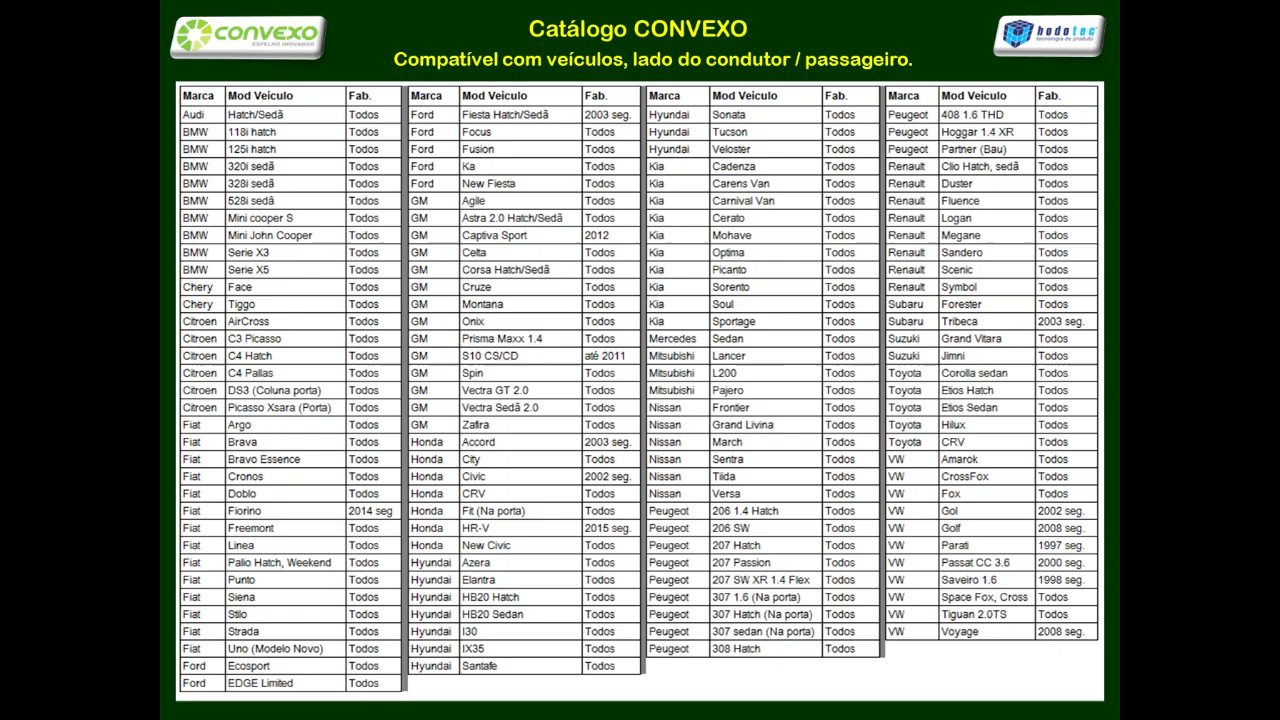 CONVEXO
ESPELHO INOVADOR
Catálogo CONVEXO
Compatível com veículos, lado do condutor / passageiro.
hodotec
tecnologia de produto
Marca Mod Veiculo Fab.
Audi Hatch/Sedã Todos
BMW 118i hatch Todos
BMW 125i hatch Todos
BMW 320i sedã Todos
BMW 328i sedã Todos
BMW 528i sedã Todos
BMW Mini cooper S Todos
BMW Mini John Cooper Todos
BMW Serie X3 Todos
BMW Serie X5 Todos
Chery Face Todos
Chery Tiggo Todos
Citroen AirCross Todos
Citroen C3 Picasso Todos
Citroen C4 Hatch Todos
Citroen C4 Pallas Todos
Citroen DS3 (Coluna porta) Todos
Citroen Picasso Xsara (Porta) Todos
Fiat Argo Todos
Fiat Brava Todos
Fiat Bravo Essence Todos
Fiat Cronos Todos
Fiat Doblo Todos
Fiat Fiorino 2014 seg
Fiat Freemont Todos
Fiat Linea Todos
Fiat Palio Hatch, Weekend Todos
Fiat Punto Todos
Fiat Siena Todos
Fiat Stilo Todos
Fiat Strada Todos
Fiat Uno (Modelo Novo) Todos
Ford Ecosport Todos
Ford EDGE Limited Todos
Marca Mod Veiculo Fab.
Ford Fiesta Hatch/Sedã 2003 seg.
Ford Focus Todos
Ford Fusion Todos
Ford Ka Todos
Ford New Fiesta Todos
GM Agile Todos
GM Astra 2.0 Hatch/Sedã Todos
GM Captiva Sport 2012
GM Celta Todos
GM Corsa Hatch/Sedã Todos
GM Cruze Todos
GM Montana Todos
GM Onix Todos
GM Prisma Maxx 1.4 Todos
GM S10 CS/CD até 2011
GM Spin Todos
GM Vectra GT 2.0 Todos
GM Vectra Sedã 2.0 Todos
GM Zafira Todos
Honda Accord 2003 seg.
Honda City Todos
Honda Civic 2002 seg.
Honda CRV Todos
Honda Fit (Na porta) Todos
Honda HR-V 2015 seg.
Honda New Civic Todos
Hyundai Azera Todos
Hyundai Elantra Todos
Hyundai HB20 Hatch Todos
Hyundai HB20 Sedan Todos
Hyundai I30 Todos
Hyundai IX35 Todos
Hyundai Santafe Todos
Marca Mod Veiculo Fab.
Hyundai Sonata Todos
Hyundai Tucson Todos
Hyundai Veloster Todos
Kia Cadenza Todos
Kia Carens Van Todos
Kia Carnival Van Todos
Kia Cerato Todos
Kia Mohave Todos
Kia Optima Todos
Kia Picanto Todos
Kia Sorento Todos
Kia Soul Todos
Kia Sportage Todos
Mercedes Sedan Todos
Mitsubishi Lancer Todos
Mitsubishi L200 Todos
Mitsubishi Pajero Todos
Nissan Frontier Todos
Nissan Grand Livina Todos
Nissan March Todos
Nissan Sentra Todos
Nissan Tiida Todos
Nissan Versa Todos
Peugeot 206 1.4 Hatch Todos
Peugeot 206 SW Todos
Peugeot 207 Hatch Todos
Peugeot 207 Passion Todos
Peugeot 207 SW XR 1.4 Flex Todos
Peugeot 307 1.6 (Na porta) Todos
Peugeot 307 Hatch (Na porta) Todos
Peugeot 307 sedan (Na porta) Todos
Peugeot 308 Hatch Todos
Marca Mod Veiculo Fab.
Peugeot 408 1.6 THD Todos
Peugeot Hoggar 1.4 XR Todos
Peugeot Partner (Bau) Todos
Renault Clio Hatch, sedã Todos
Renault Duster Todos
Renault Fluence Todos
Renault Logan Todos
Renault Megane Todos
Renault Sandero Todos
Renault Scenic Todos
Renault Symbol Todos
Subaru Forester Todos
Subaru Tribeca 2003 seg.
Suzuki Grand Vitara Todos
Suzuki Jimni Todos
Toyota Corolla sedan Todos
Toyota Etios Hatch Todos
Toyota Etios Sedan Todos
Toyota Hilux Todos
Toyota CRV Todos
VW Amarok Todos
VW CrossFox Todos
VW Fox Todos
VW Gol 2002 seg.
VW Golf 2008 seg.
VW Parati 1997 seg.
VW Passat CC 3.6 2000 seg.
VW Saveiro 1.6 1998 seg.
VW Space Fox, Cross Todos
VW Tiguan 2.0TS Todos
VW Voyage 2008 seg.